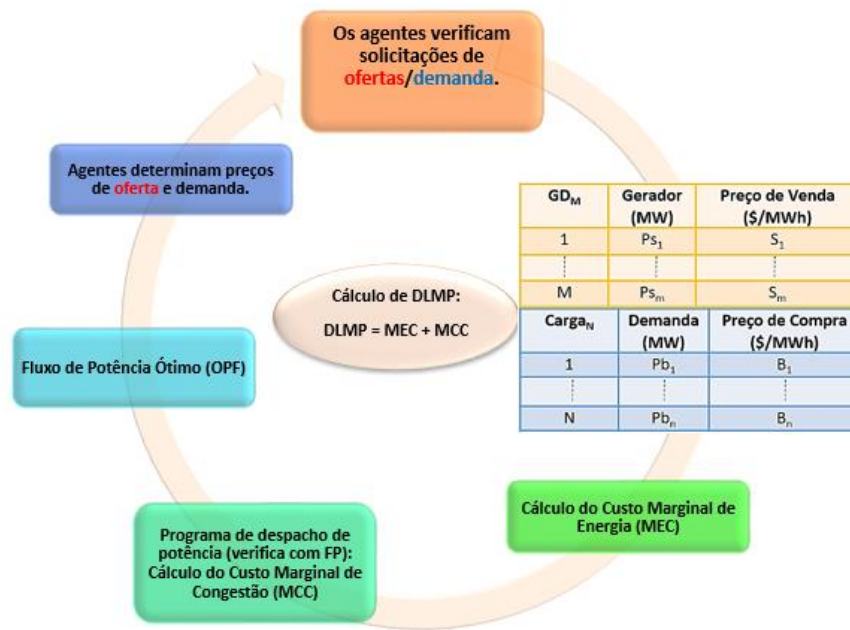 Os agentes verificam
solicitações de
ofertas/demanda.
Agentes determinam preços
de oferta e demanda.
GD_M Gerador (MW) Preço de Venda ($/MWh)
1 Ps₁ S₁
M Psₘ Sₘ
Carga_N Demanda (MW) Preço de Compra ($/MWh)
1 Pb₁ B₁
N Pbₙ Bₙ
Cálculo de DLMP:
DLMP = MEC + MCC
Fluxo de Potência Ótimo (OPF)
Cálculo do Custo Marginal de
Energia (MEC)
Programa de despacho de
potência (verifica com FP):
Cálculo do Custo Marginal de
Congestão (MCC)